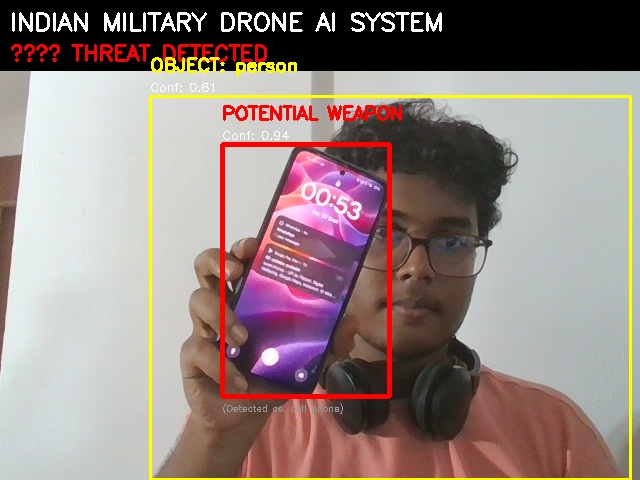 INDIAN MILITARY DRONE AI SYSTEM
???? THREAT DETECTED
OBJECT: person
Conf: 0.81
POTENTIAL WEAPON
Conf: 0.94
00:53
WhatsApp
(Detected as: cell phone)